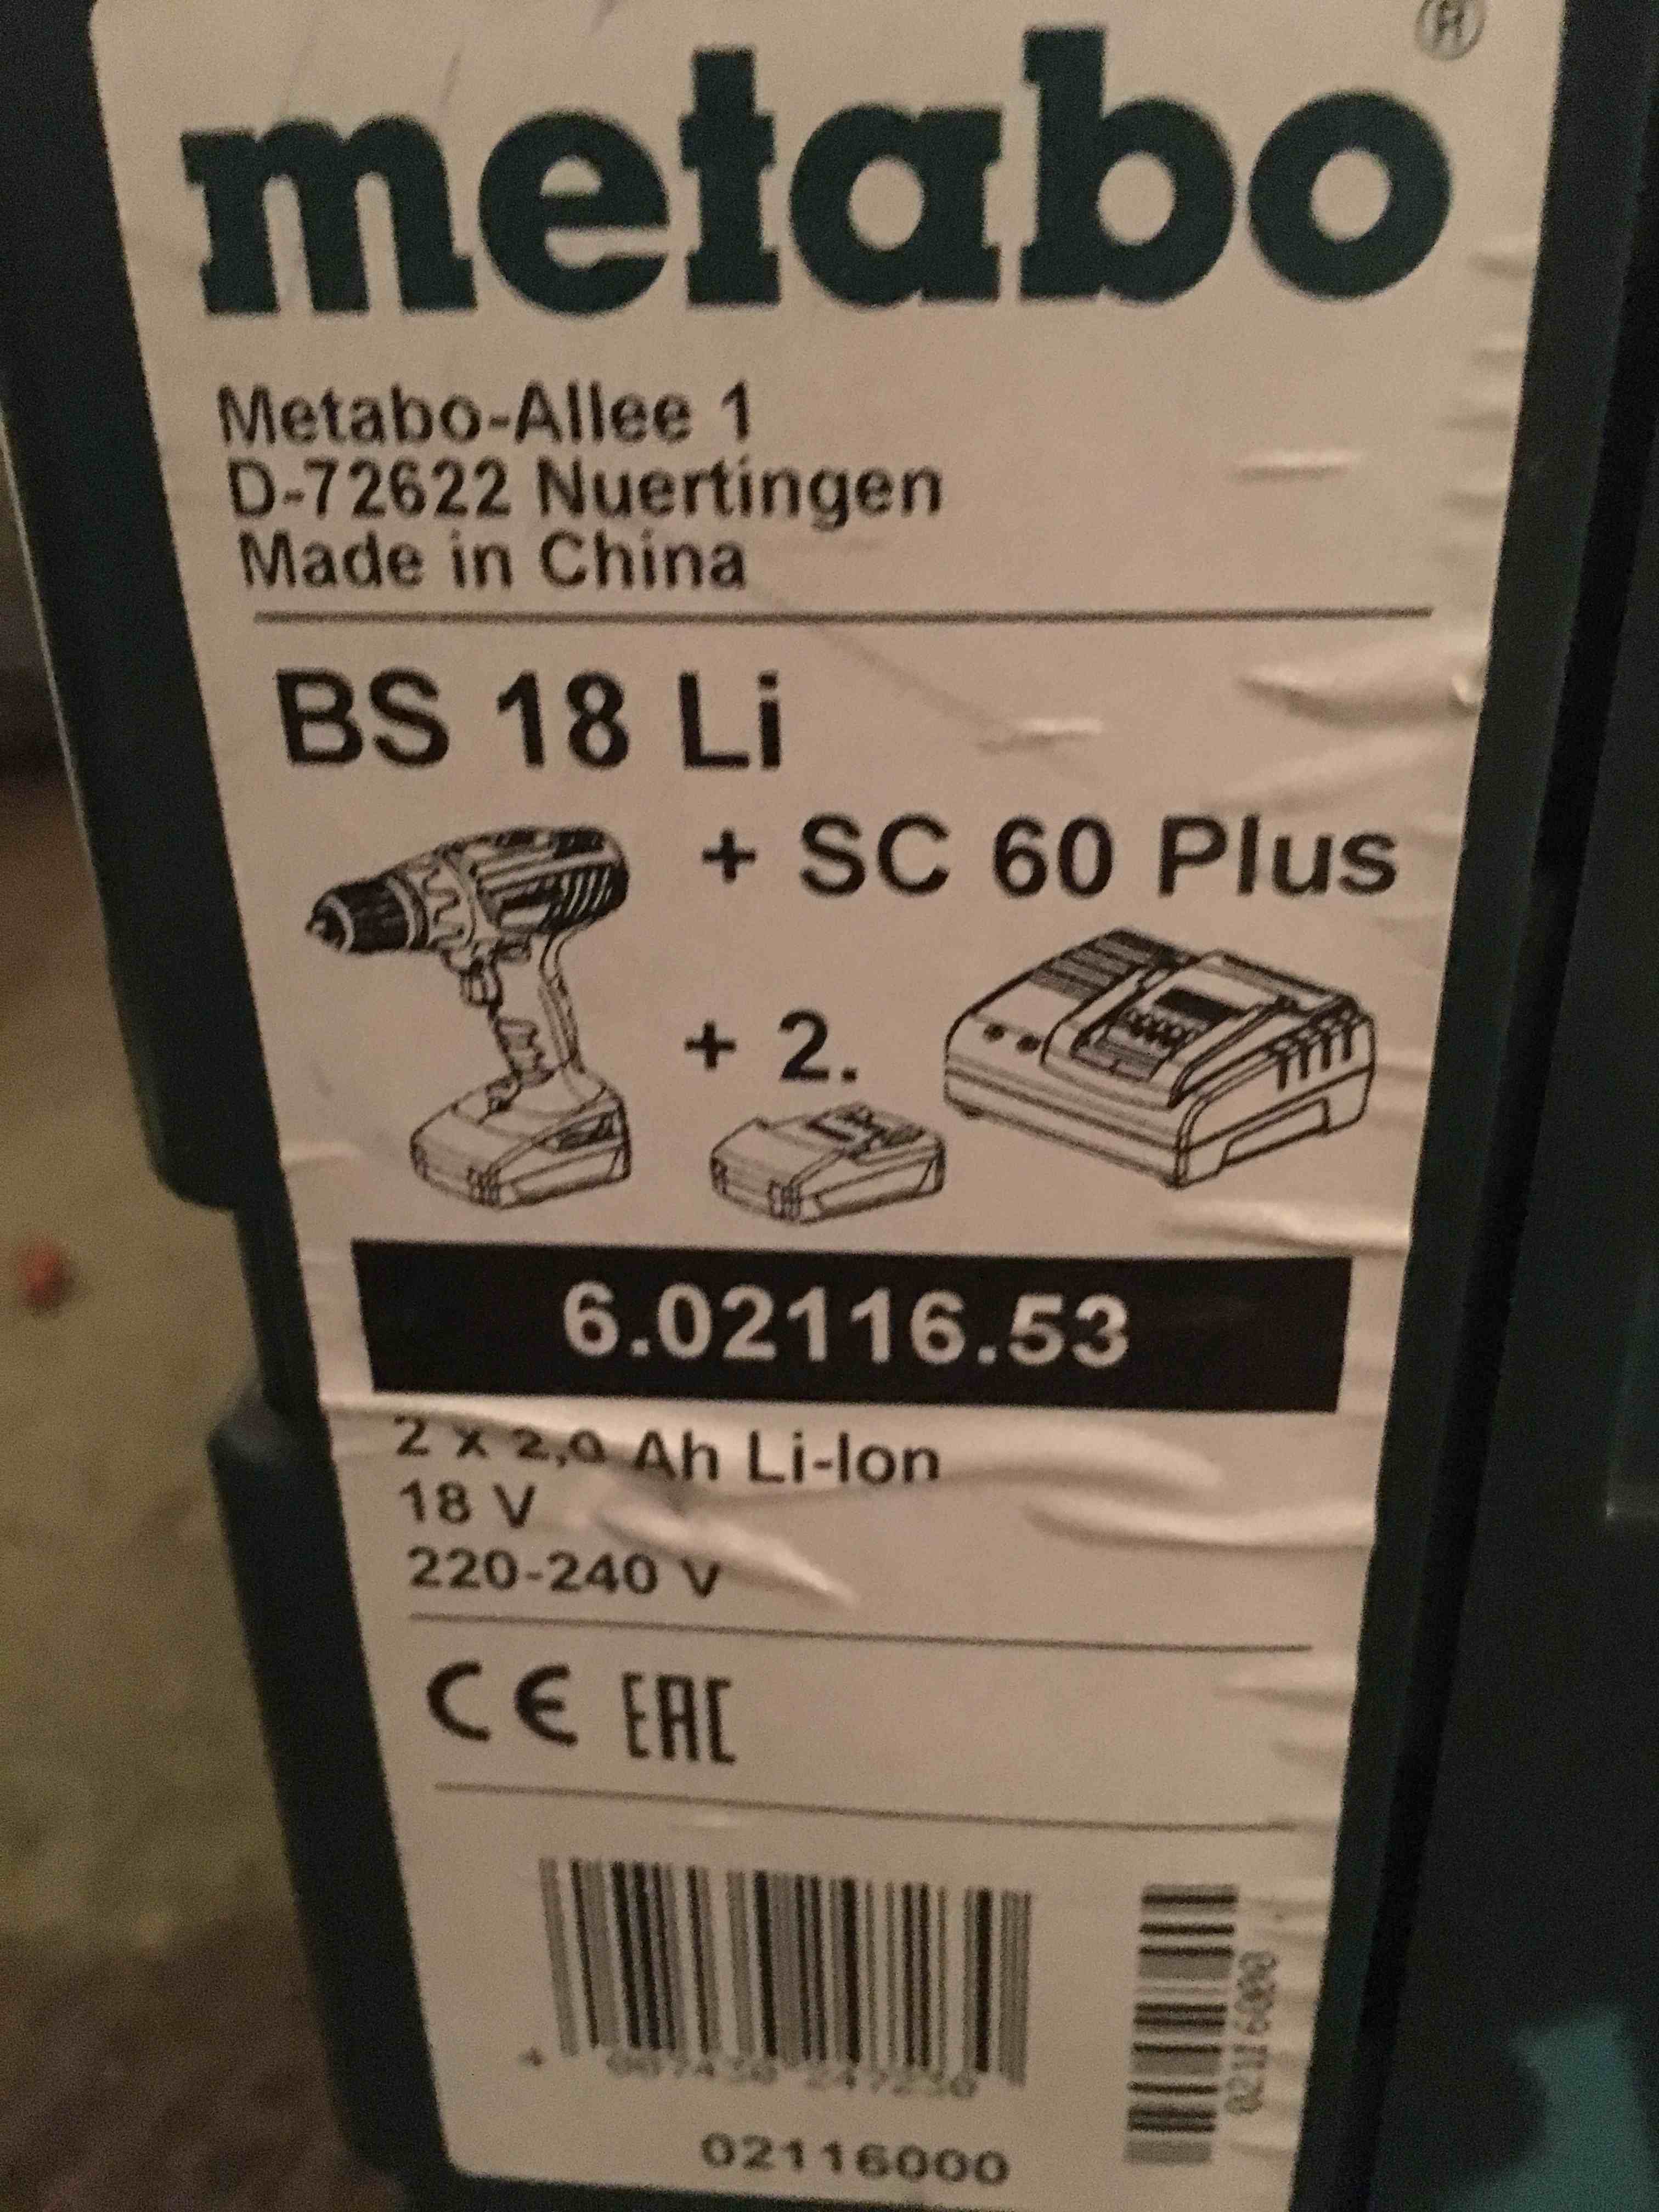 metabo®
Metabo-Allee 1
D-72622 Nuertingen
Made in China
BS 18 Li
+ SC 60 Plus
+ 2.
6.02116.53
2 x 2,0 Ah Li-Ion
18 V
220-240 V
CE EAC
02116000
02116000